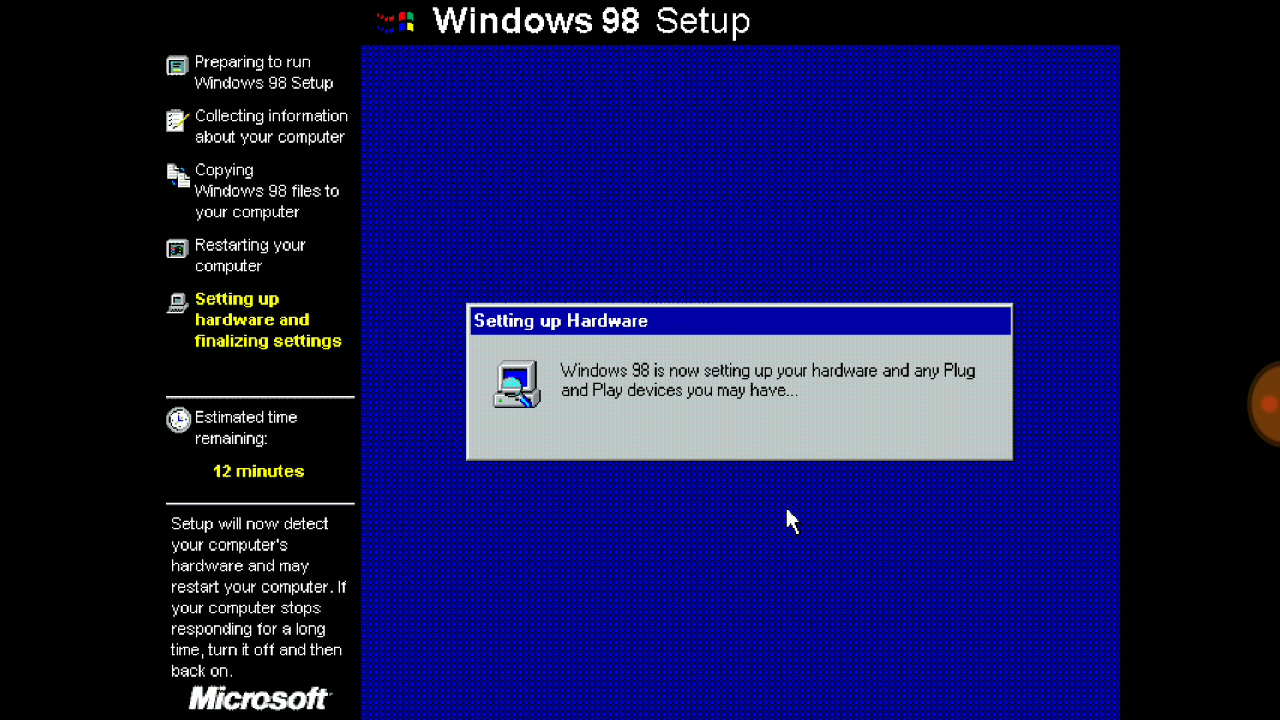 Windows 98 Setup
Preparing to run
Windows 98 Setup
Collecting information
about your computer
Copying
Windows 98 files to
your computer
Restarting your
computer
Setting up
hardware and
finalizing settings
Estimated time
remaining:
12 minutes
Setup will now detect
your computer's
hardware and may
restart your computer. If
your computer stops
responding for a long
time, turn it off and then
back on.
Microsoft
Setting up Hardware
Windows 98 is now setting up your hardware and any Plug
and Play devices you may have...